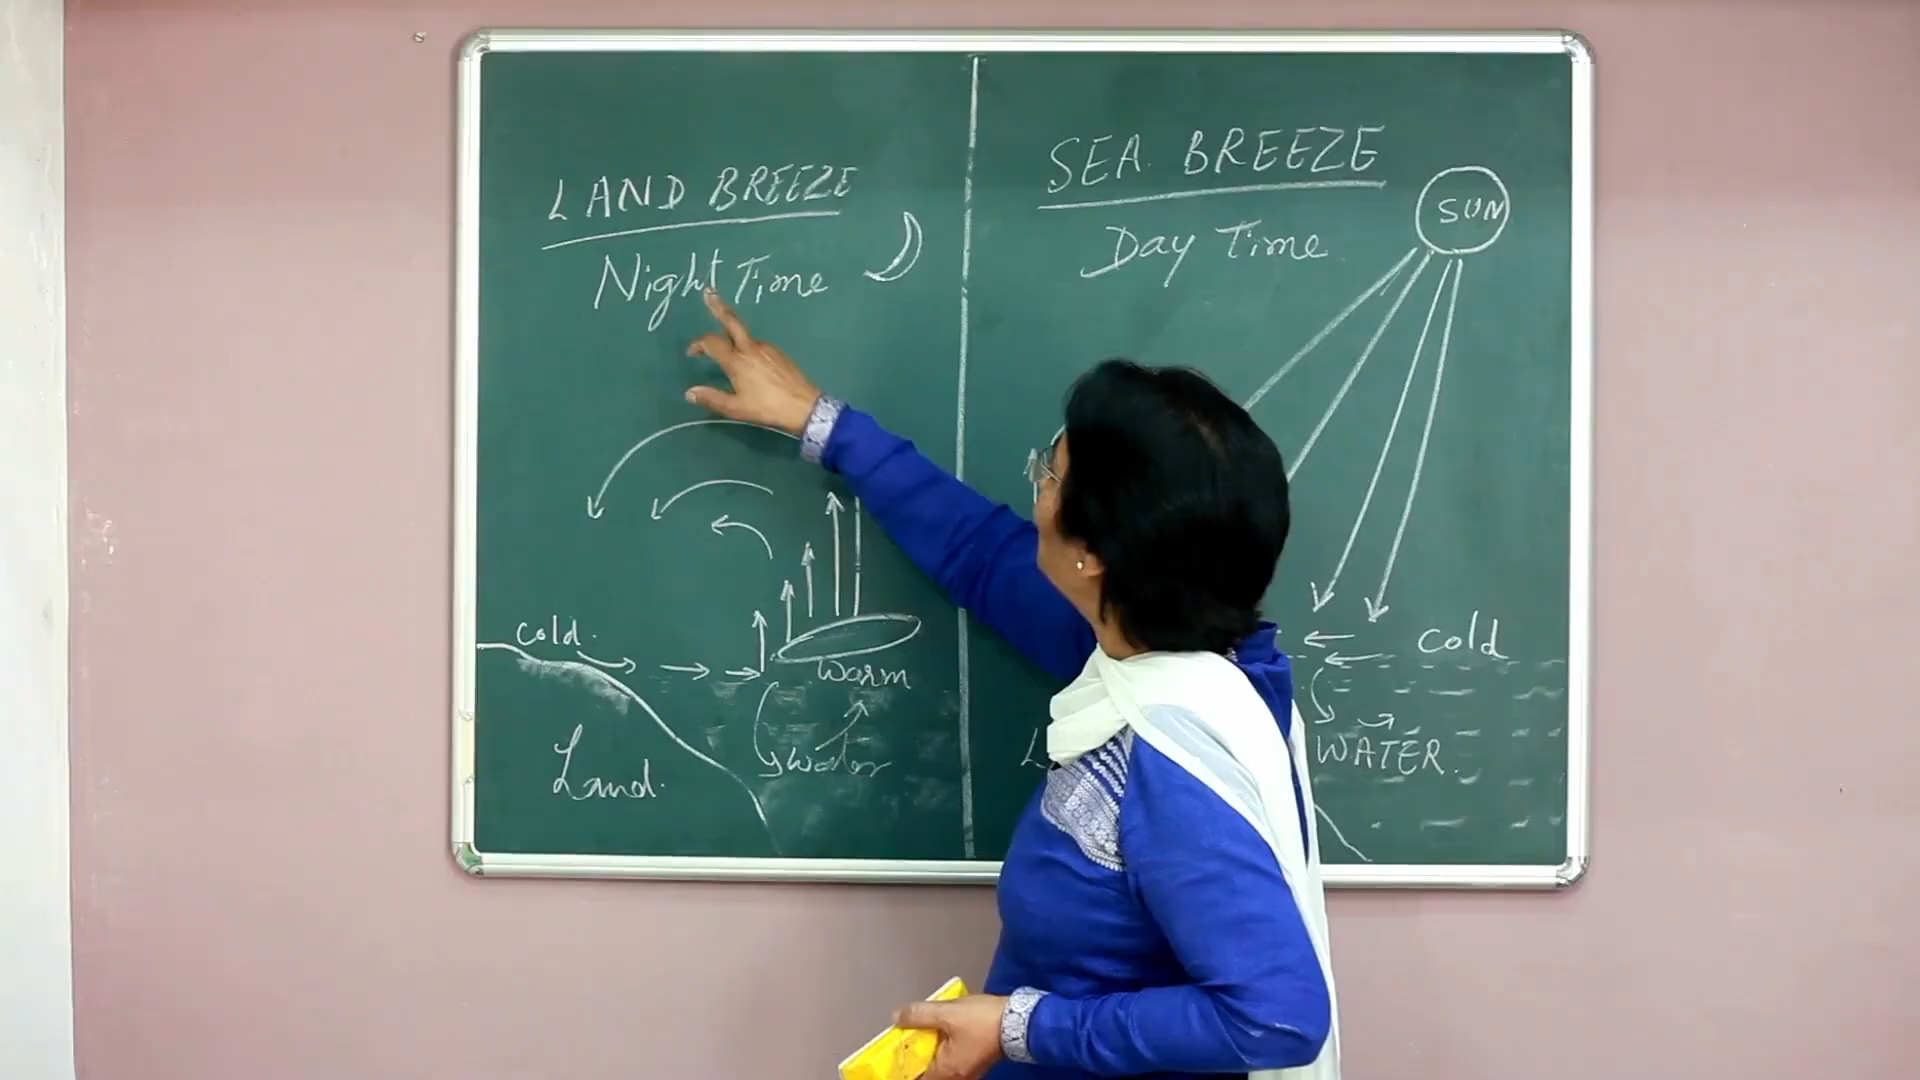 LAND BREEZE
Night Time
cold.
warm
water
Land.
SEA BREEZE
Day Time
SUN
cold
WATER.